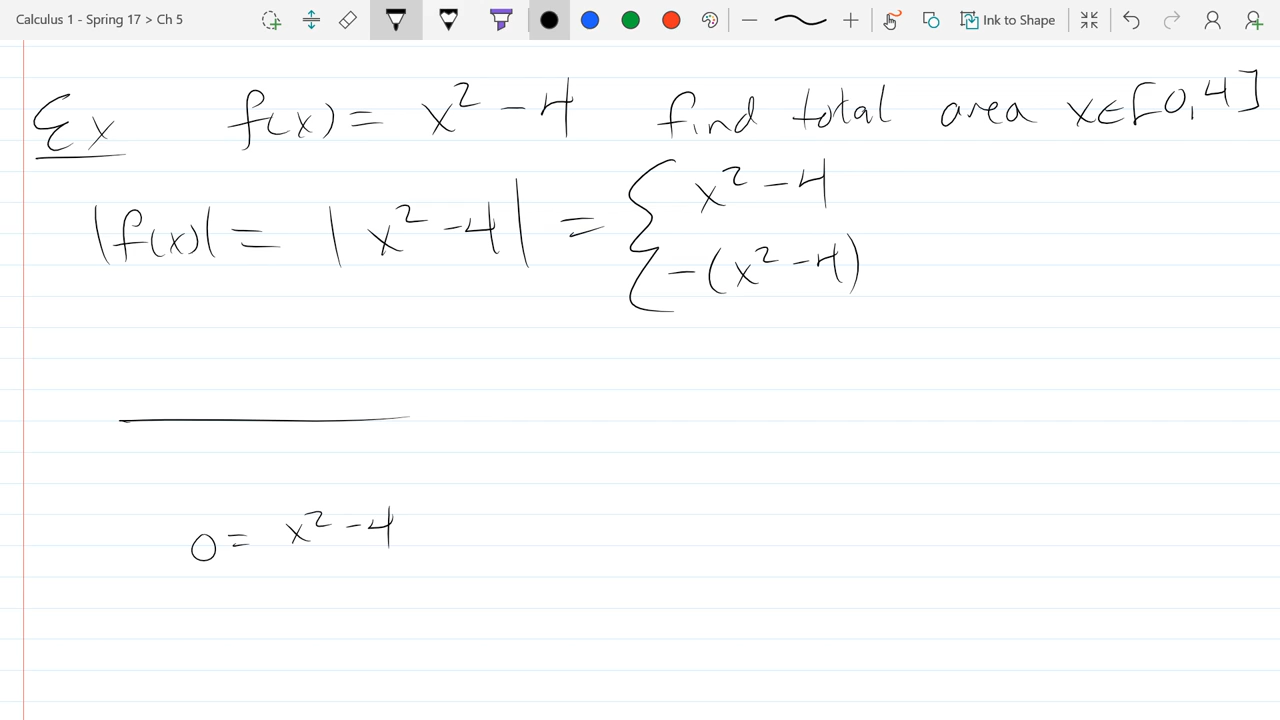 Calculus 1 - Spring 17 > Ch 5
Ink to Shape
Ex f(x) = x² - 4 find total area x∈[0,4]
|f(x)| = |x² - 4| = { x² - 4
-(x² - 4)
0 = x² - 4